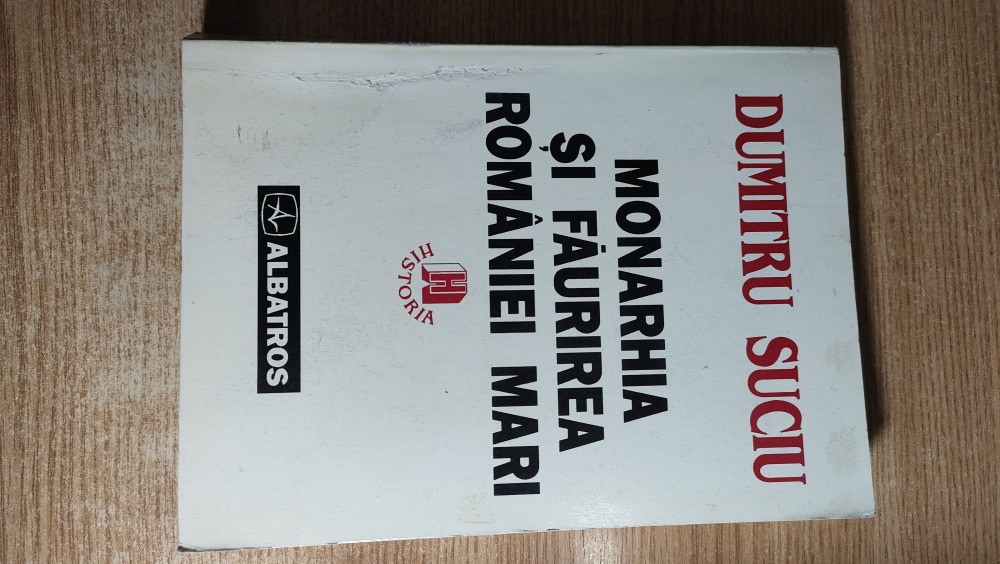 DUMITRU SUCIU
MONARHIA
ȘI FĂURIREA
ROMÂNIEI MARI
HISTORIA
H
ALBATROS